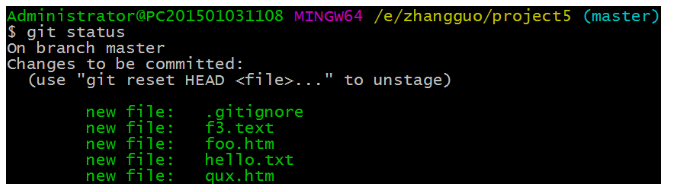 Administrator@PC201501031108 MINGW64 /e/zhangguo/project5 (master)
$ git status
On branch master
Changes to be committed:
  (use "git reset HEAD <file>..." to unstage)

        new file:   .gitignore
        new file:   f3.text
        new file:   foo.htm
        new file:   hello.txt
        new file:   qux.htm